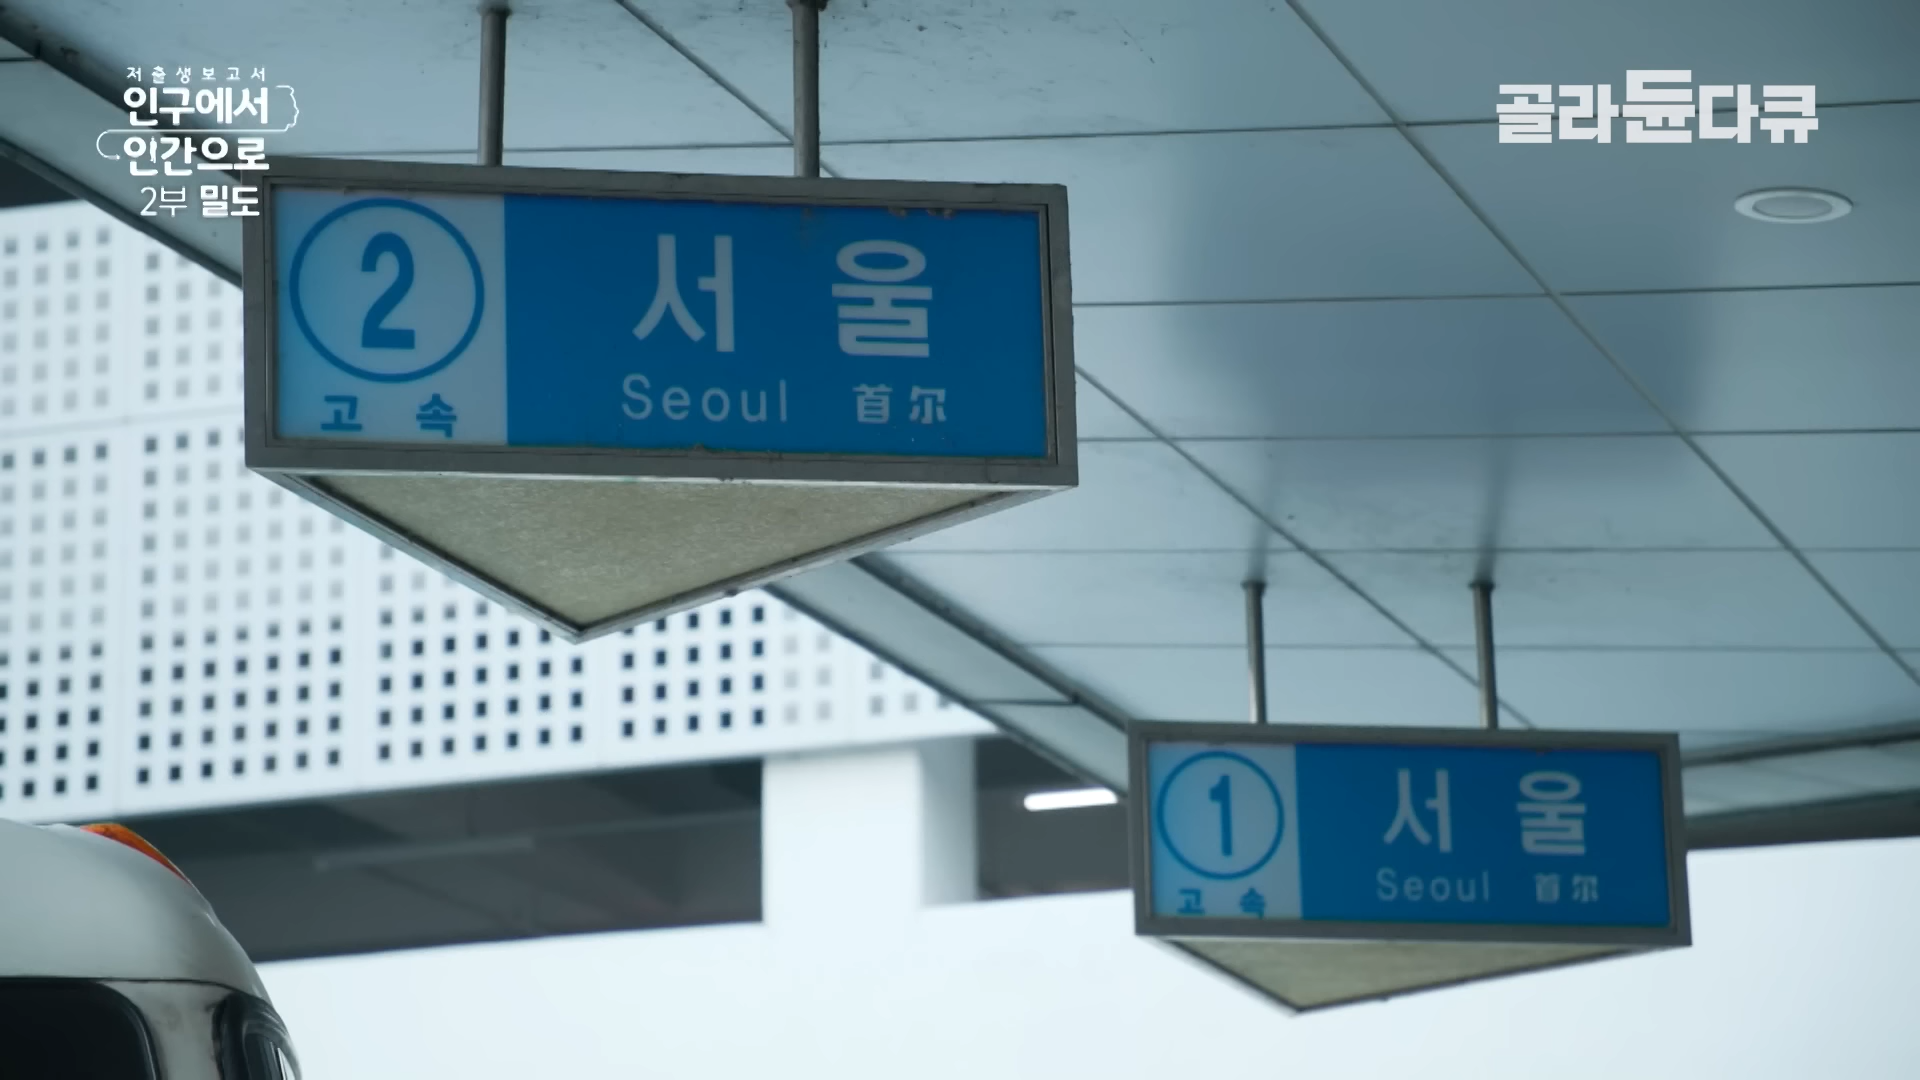 저출생보고서
인구에서
인간으로
2부 밀도
골라듄다큐
2
고속
서울
Seoul 首尔
1
고속
서울
Seoul 首尔